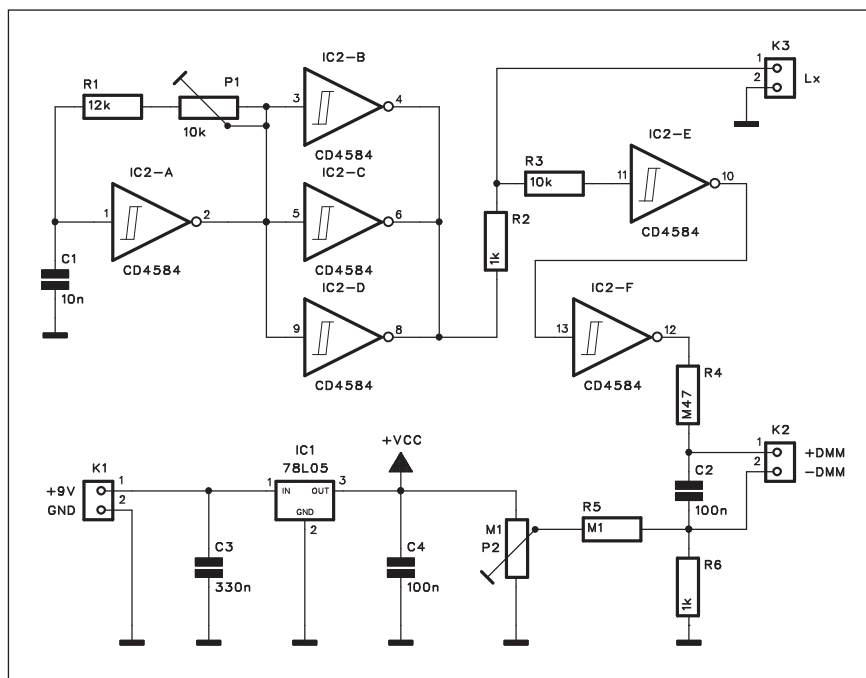 IC2-B
K3
R1
P1
1
2
Lx
12k
3
4
10k
CD4584
IC2-E
IC2-A
IC2-C
R3
10k
11
10
1
2
5
6
R2
1k
CD4584
C1
10n
CD4584
CD4584
IC2-D
IC2-F
9
8
13
12
CD4584
CD4584
R4
M47
K2
+VCC
1
2
+DMM
-DMM
IC1
78L05
K1
C2
100n
+9V
GND
1
2
1
IN
OUT
3
GND
2
M1
P2
R5
M1
C3
330n
C4
100n
R6
1k